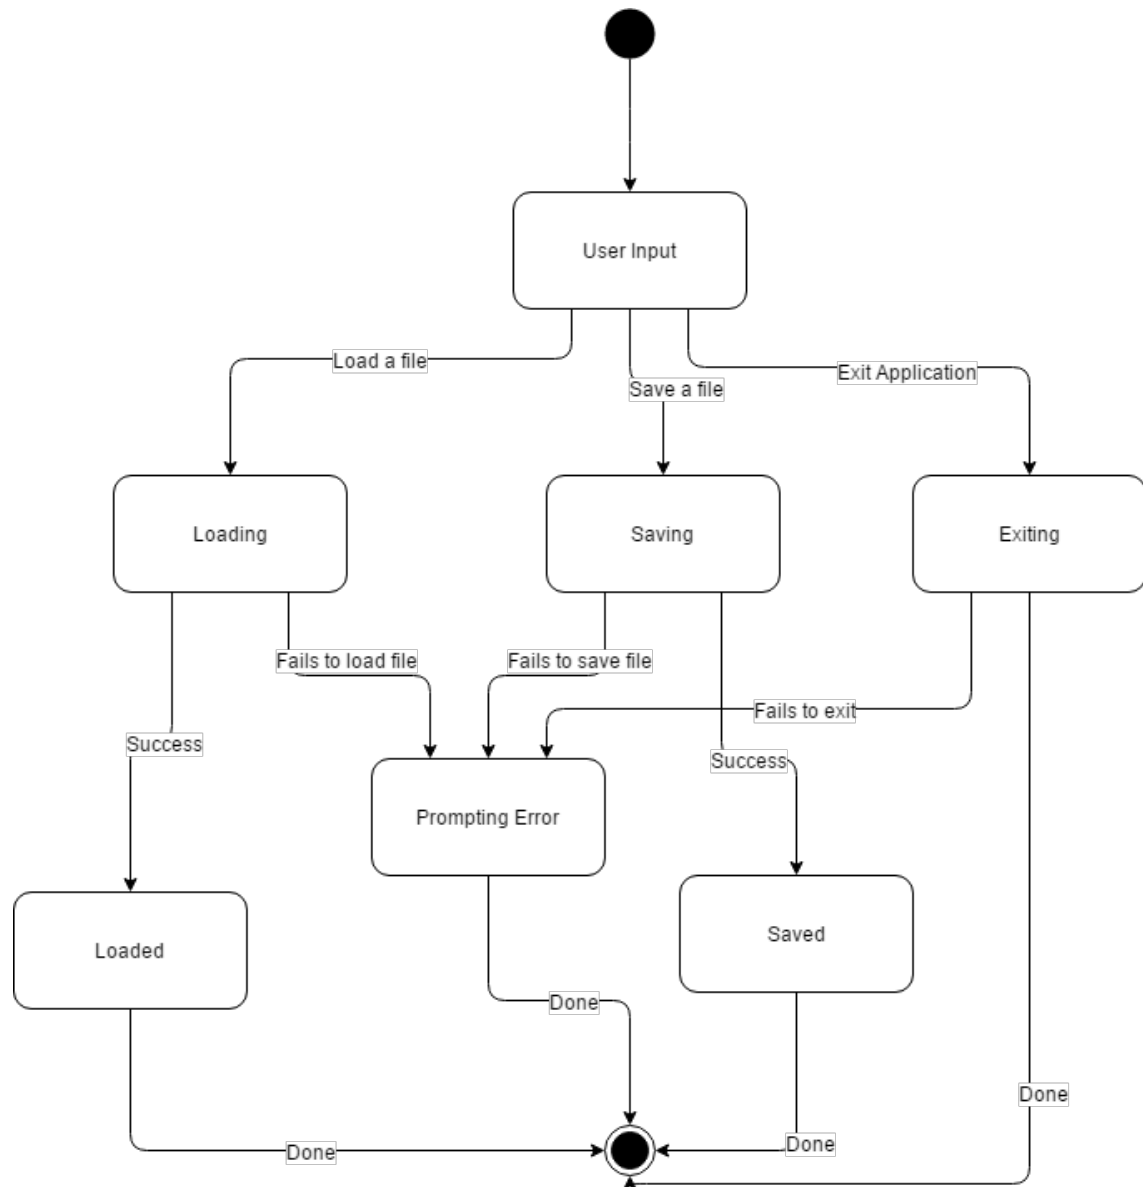 User Input
Load a file
Exit Application
Save a file
Loading
Saving
Exiting
Fails to load file
Fails to save file
Fails to exit
Success
Success
Prompting Error
Saved
Loaded
Done
Done
Done
Done